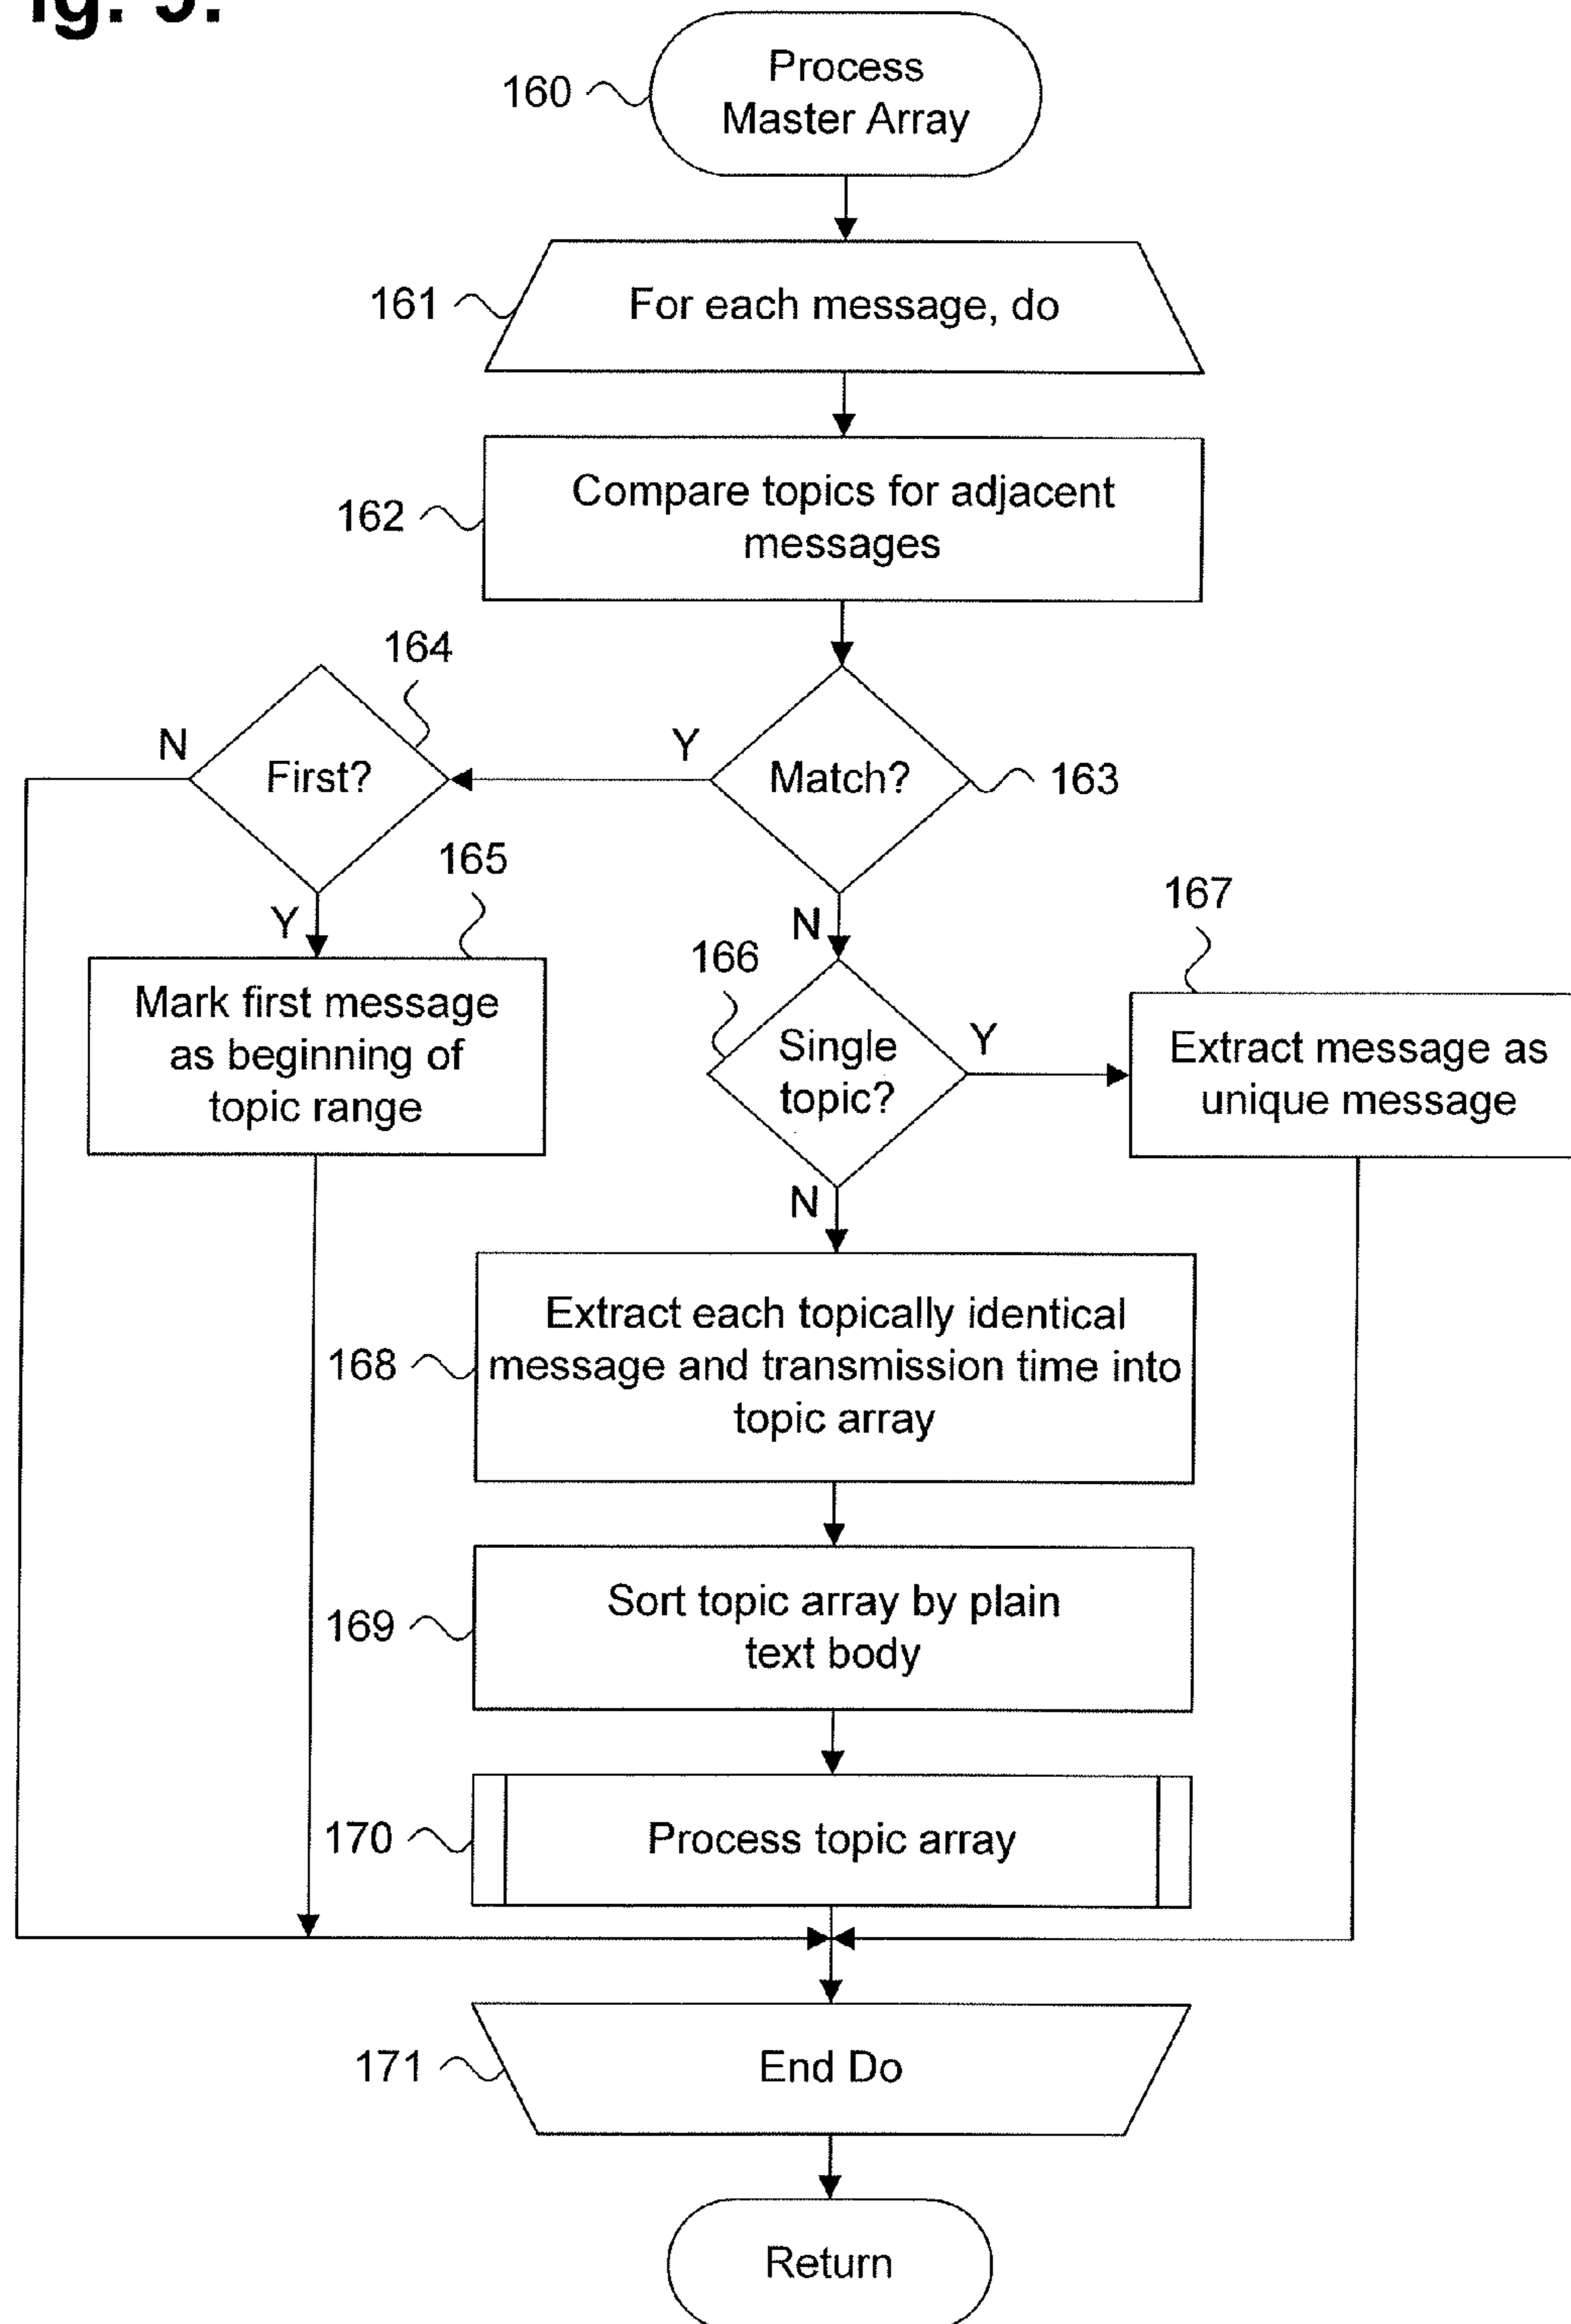 ig. 9.
Process
Master Array
160
For each message, do
161
Compare topics for adjacent
messages
162
164
N
First?
Y
Match?
163
165
Y
N
167
166
Mark first message
as beginning of
topic range
Single
topic?
Y
Extract message as
unique message
N
Extract each topically identical
message and transmission time into
topic array
168
Sort topic array by plain
text body
169
Process topic array
170
End Do
171
Return